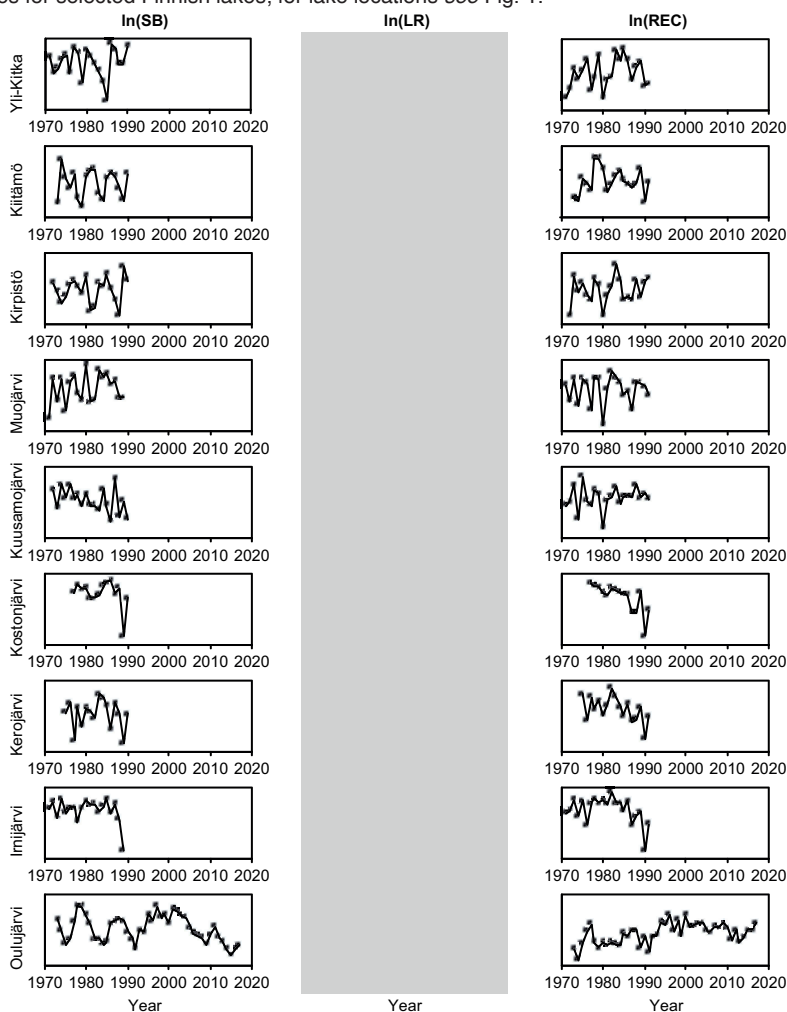 es for selected Finnish lakes; for lake locations see Fig. 1.
ln(SB) ln(LR) ln(REC)
Yli-Kitka
1970 1980 1990 2000 2010 2020 1970 1980 1990 2000 2010 2020
Kiitämö
1970 1980 1990 2000 2010 2020 1970 1980 1990 2000 2010 2020
Kirpistö
1970 1980 1990 2000 2010 2020 1970 1980 1990 2000 2010 2020
Muojärvi
1970 1980 1990 2000 2010 2020 1970 1980 1990 2000 2010 2020
Kuusamojärvi
1970 1980 1990 2000 2010 2020 1970 1980 1990 2000 2010 2020
Kostonjärvi
1970 1980 1990 2000 2010 2020 1970 1980 1990 2000 2010 2020
Kerojärvi
1970 1980 1990 2000 2010 2020 1970 1980 1990 2000 2010 2020
Irnijärvi
1970 1980 1990 2000 2010 2020 1970 1980 1990 2000 2010 2020
Oulujärvi
1970 1980 1990 2000 2010 2020 1970 1980 1990 2000 2010 2020
Year Year Year